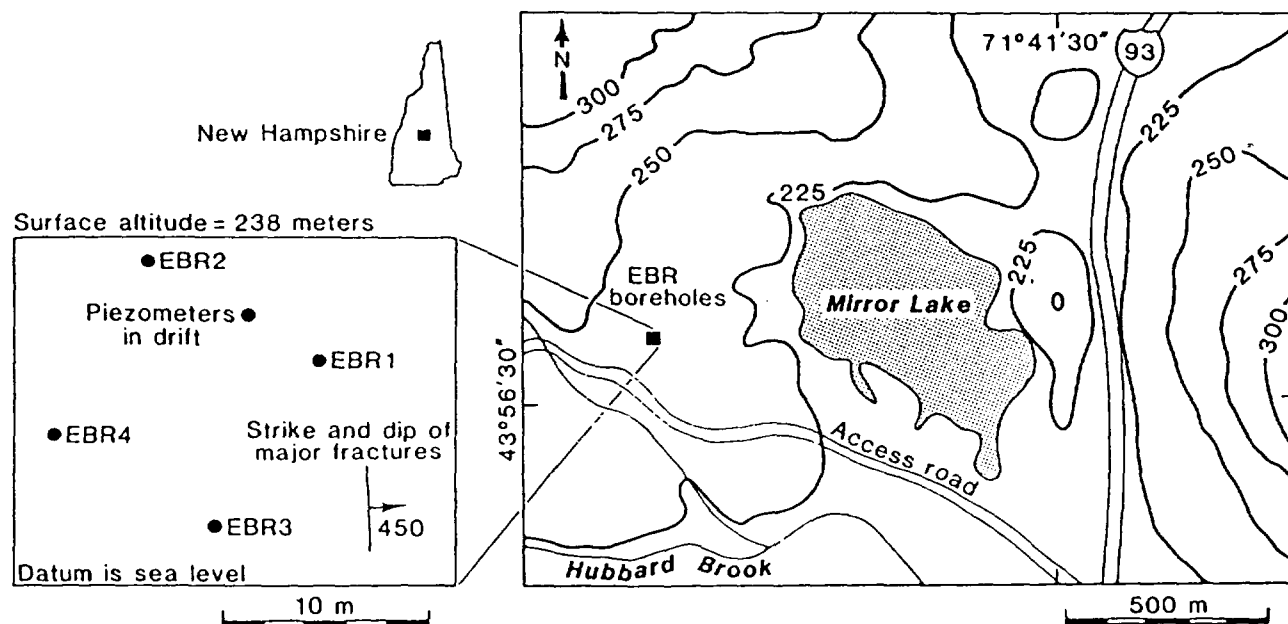 New Hampshire
Surface altitude = 238 meters
EBR2
Piezometers
in drift
EBR1
EBR4
Strike and dip of
major fractures
450
EBR3
Datum is sea level
10 m
N
71°41'30"
93
300
275
250
225
225
250
275
300
225
EBR
boreholes
Mirror Lake
0
43°56'30"
Access road
Hubbard Brook
500 m